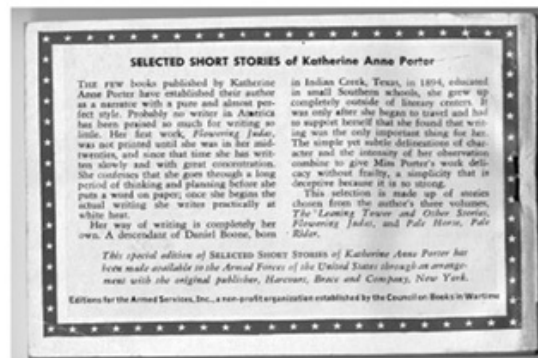 SELECTED SHORT STORIES of Katherine Anne Porter
THE FEW books published by Katherine
Anne Porter have established their author
as a narrator with a pure and almost per-
fect style. Probably no writer in America
has been praised so much for writing so
little. Her first work, Flowering Judas,
was not printed until she was in her mid-
twenties, and since that time she has writ-
ten slowly and with great concentration.
She confesses that she goes through a long
period of thinking and planning before she
puts a word on paper; once she begins the
actual writing she writes practically at
white heat.
Her way of writing is completely her
own. A descendant of Daniel Boone, born
in Indian Creek, Texas, in 1894, educated
in small Southern schools, she grew up
completely outside of literary centers. It
was only after she began to travel and had
to support herself that she found that writ-
ing was the only important thing for her.
The simple yet subtle delineations of char-
acter and the intensity of her observation
combine to give Miss Porter's work deli-
cacy without frailty, a simplicity that is
deceptive because it is so strong.
This selection is made up of stories
chosen from the author's three volumes,
The Leaning Tower and Other Stories,
Flowering Judas, and Pale Horse, Pale
Rider.
This special edition of SELECTED SHORT STORIES of Katherine Anne Porter has
been made available to the Armed Forces of the United States through an arrange-
ment with the original publisher, Harcourt, Brace and Company, New York.
Editions for the Armed Services, Inc., a non-profit organization established by the Council on Books in Wartime